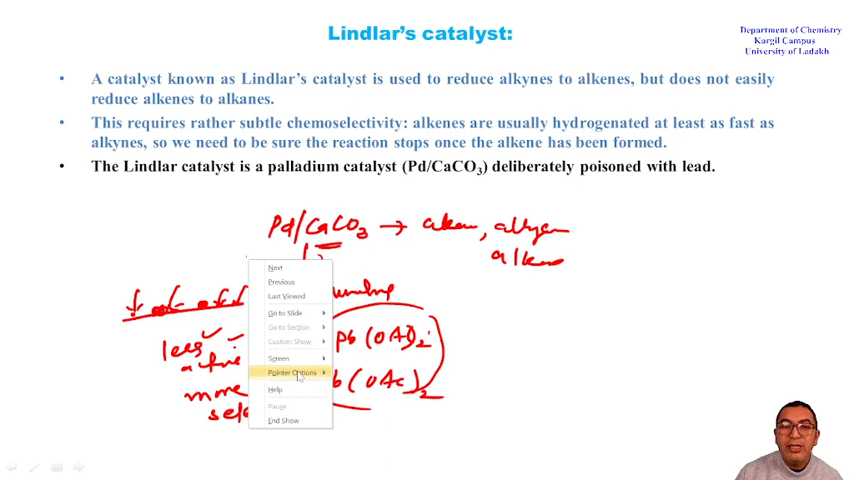 Lindlar's catalyst:
Department of Chemistry
Kargil Campus
University of Ladakh
• A catalyst known as Lindlar's catalyst is used to reduce alkynes to alkenes, but does not easily
reduce alkenes to alkanes.
• This requires rather subtle chemoselectivity: alkenes are usually hydrogenated at least as fast as
alkynes, so we need to be sure the reaction stops once the alkene has been formed.
• The Lindlar catalyst is a palladium catalyst (Pd/CaCO3) deliberately poisoned with lead.
Pd/CaCO3 → alkene,
Next
Previous
Last Viewed
Go to Slide
Go to Section
Custom Show
Screen
Pointer Options
Help
Pause
End Show
less
more
(OAc)2